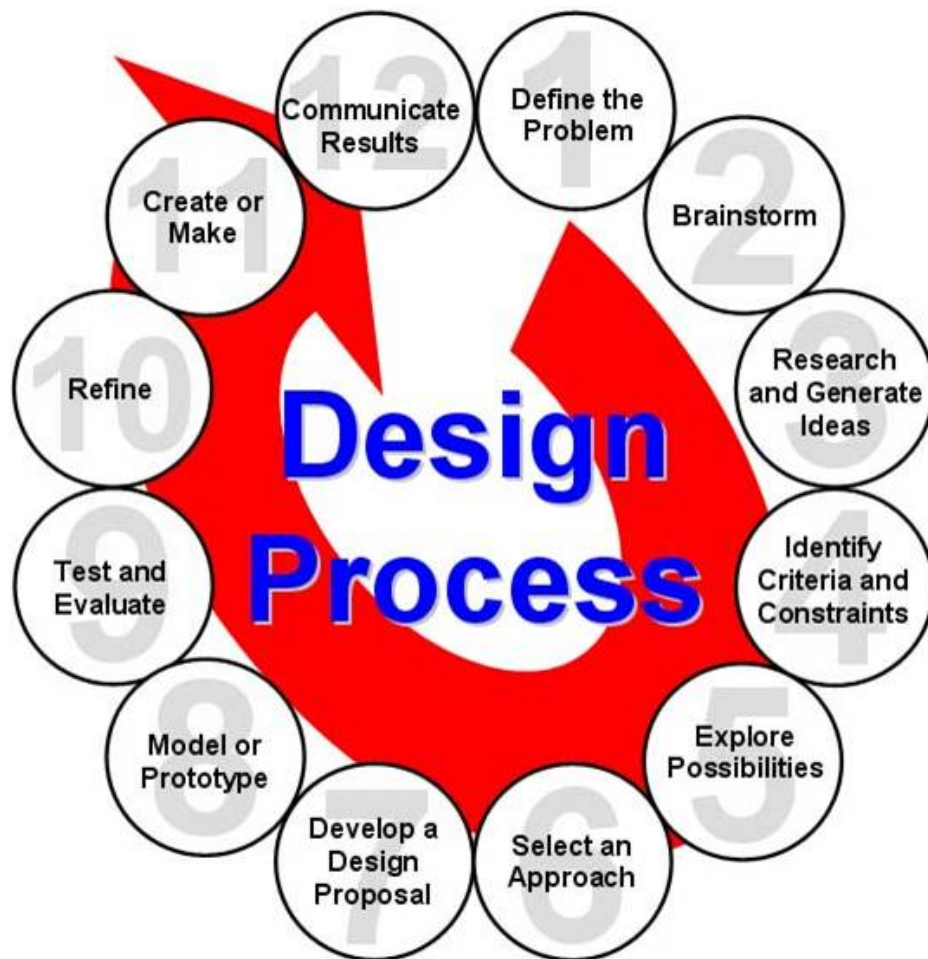 1
Define the
Problem
2
Brainstorm
3
Research
and Generate
Ideas
4
Identify
Criteria and
Constraints
5
Explore
Possibilities
6
Select an
Approach
7
Develop a
Design
Proposal
8
Model or
Prototype
9
Test and
Evaluate
10
Refine
11
Create or
Make
12
Communicate
Results
Design
Process